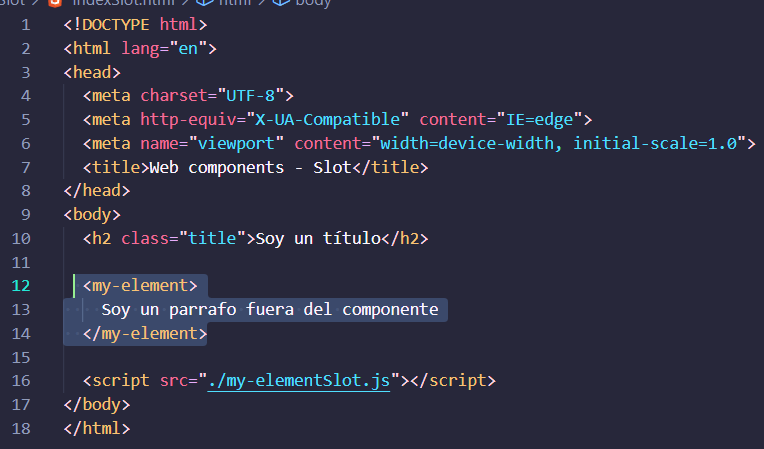 Slot > indexSlot.html > html > body
1 <!DOCTYPE html>
2 <html lang="en">
3 <head>
4 <meta charset="UTF-8">
5 <meta http-equiv="X-UA-Compatible" content="IE=edge">
6 <meta name="viewport" content="width=device-width, initial-scale=1.0">
7 <title>Web components - Slot</title>
8 </head>
9 <body>
10 <h2 class="title">Soy un título</h2>
11
12 <my-element>
13 Soy un parrafo fuera del componente
14 </my-element>
15
16 <script src="./my-elementSlot.js"></script>
17 </body>
18 </html>